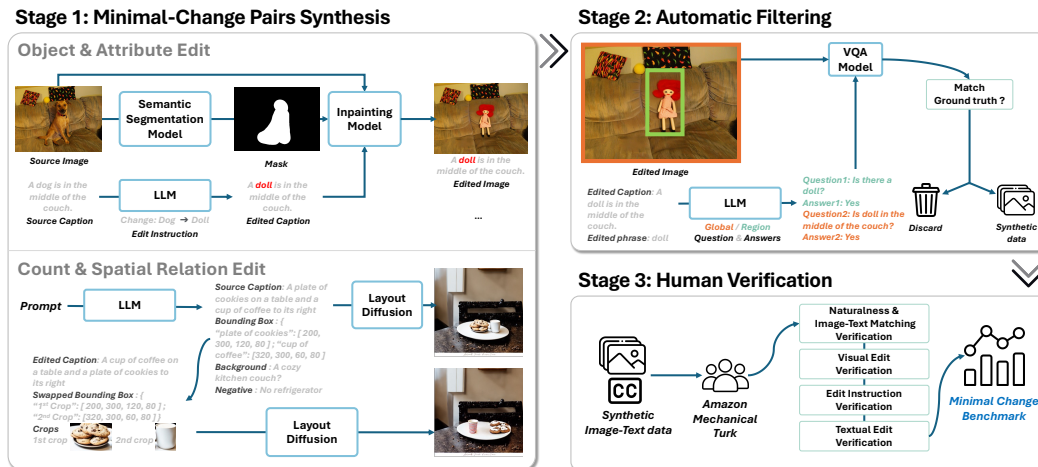 Stage 1: Minimal-Change Pairs Synthesis
Object & Attribute Edit
Semantic
Segmentation
Model
Inpainting
Model
Source Image
Mask
A doll is in the
middle of the couch.
Edited Image
...
A dog is in the
middle of the
couch.
Source Caption
LLM
Change: Dog → Doll
Edit Instruction
A doll is in the
middle of the
couch.
Edited Caption
Count & Spatial Relation Edit
Prompt
LLM
Source Caption: A plate of
cookies on a table and a
cup of coffee to its right
Bounding Box : {
“plate of cookies”: [ 200,
300, 120, 80 ] ; “cup of
coffee”: [320, 300, 60, 80 ]
Background : A cozy
kitchen couch?
Negative : No refrigerator
Layout
Diffusion
Edited Caption: A cup of coffee on
a table and a plate of cookies to
its right
Swapped Bounding Box : {
“1st Crop”: [ 200, 300, 120, 80 ] ;
“2nd Crop”: [320, 300, 60, 80 ] }
Crops
1st crop
2nd crop
Layout
Diffusion
Stage 2: Automatic Filtering
VQA
Model
Match
Ground truth ?
Edited Image
Edited Caption: A
doll is in the
middle of the
couch.
Edited phrase: doll
LLM
Global / Region
Question & Answers
Question1: Is there a
doll?
Answer1: Yes
Question2: Is doll in the
middle of the couch?
Answer2: Yes
Discard
Synthetic
data
Stage 3: Human Verification
CC
Synthetic
Image-Text data
Amazon
Mechanical
Turk
Naturalness &
Image-Text Matching
Verification
Visual Edit
Verification
Edit Instruction
Verification
Textual Edit
Verification
Minimal Change
Benchmark